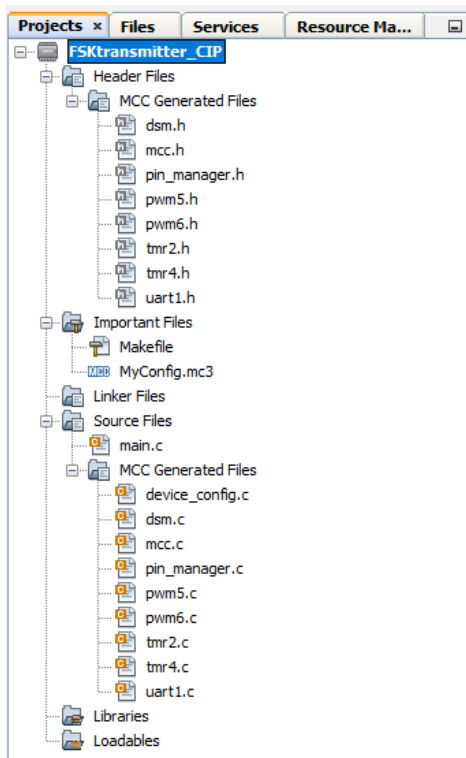 Projects × Files Services Resource Ma...
FSKtransmitter_CIP
Header Files
MCC Generated Files
dsm.h
mcc.h
pin_manager.h
pwm5.h
pwm6.h
tmr2.h
tmr4.h
uart1.h
Important Files
Makefile
MCC MyConfig.mc3
Linker Files
Source Files
main.c
MCC Generated Files
device_config.c
dsm.c
mcc.c
pin_manager.c
pwm5.c
pwm6.c
tmr2.c
tmr4.c
uart1.c
Libraries
Loadables